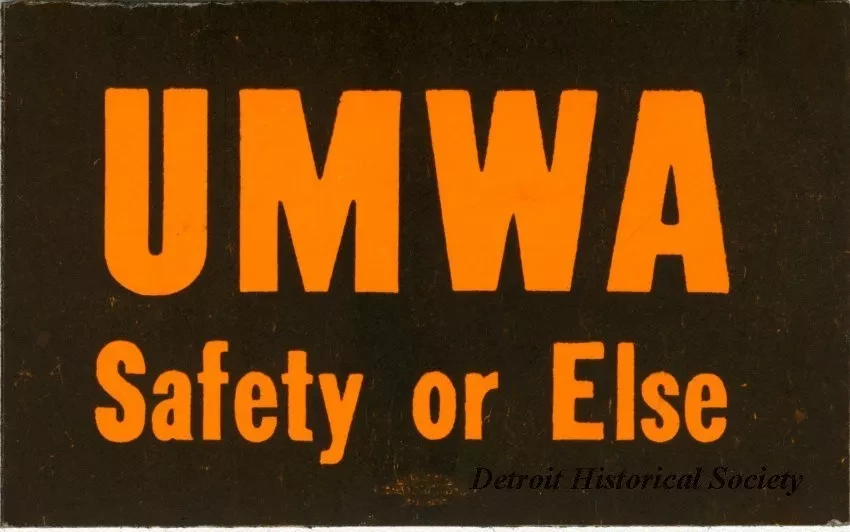 UMWA
Safety or Else
Detroit Historical Society